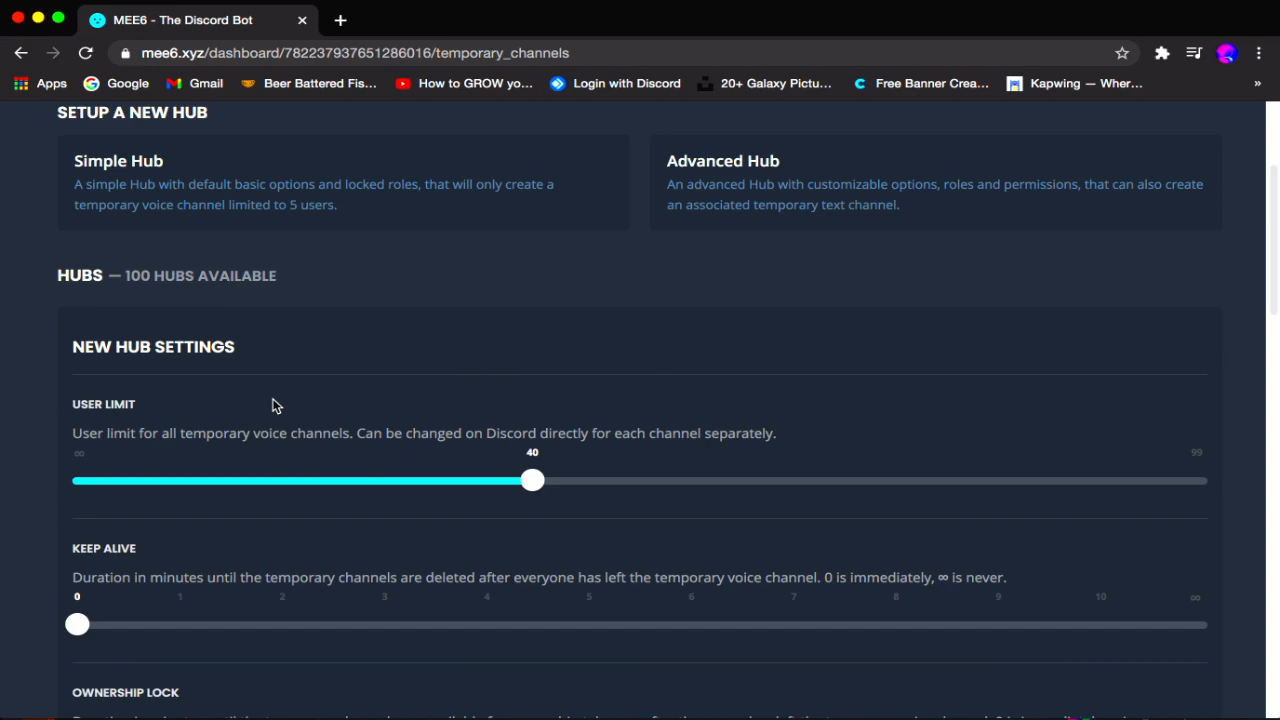 MEE6 - The Discord Bot
mee6.xyz/dashboard/782237937651286016/temporary_channels
Apps Google Gmail Beer Battered Fis... How to GROW yo... Login with Discord 20+ Galaxy Pictu... Free Banner Crea... Kapwing — Wher... »
SETUP A NEW HUB
Simple Hub
A simple Hub with default basic options and locked roles, that will only create a
temporary voice channel limited to 5 users.
Advanced Hub
An advanced Hub with customizable options, roles and permissions, that can also create
an associated temporary text channel.
HUBS — 100 HUBS AVAILABLE
NEW HUB SETTINGS
USER LIMIT
User limit for all temporary voice channels. Can be changed on Discord directly for each channel separately.
∞ 40 99
KEEP ALIVE
Duration in minutes until the temporary channels are deleted after everyone has left the temporary voice channel. 0 is immediately, ∞ is never.
0 1 2 3 4 5 6 7 8 9 10 ∞
OWNERSHIP LOCK